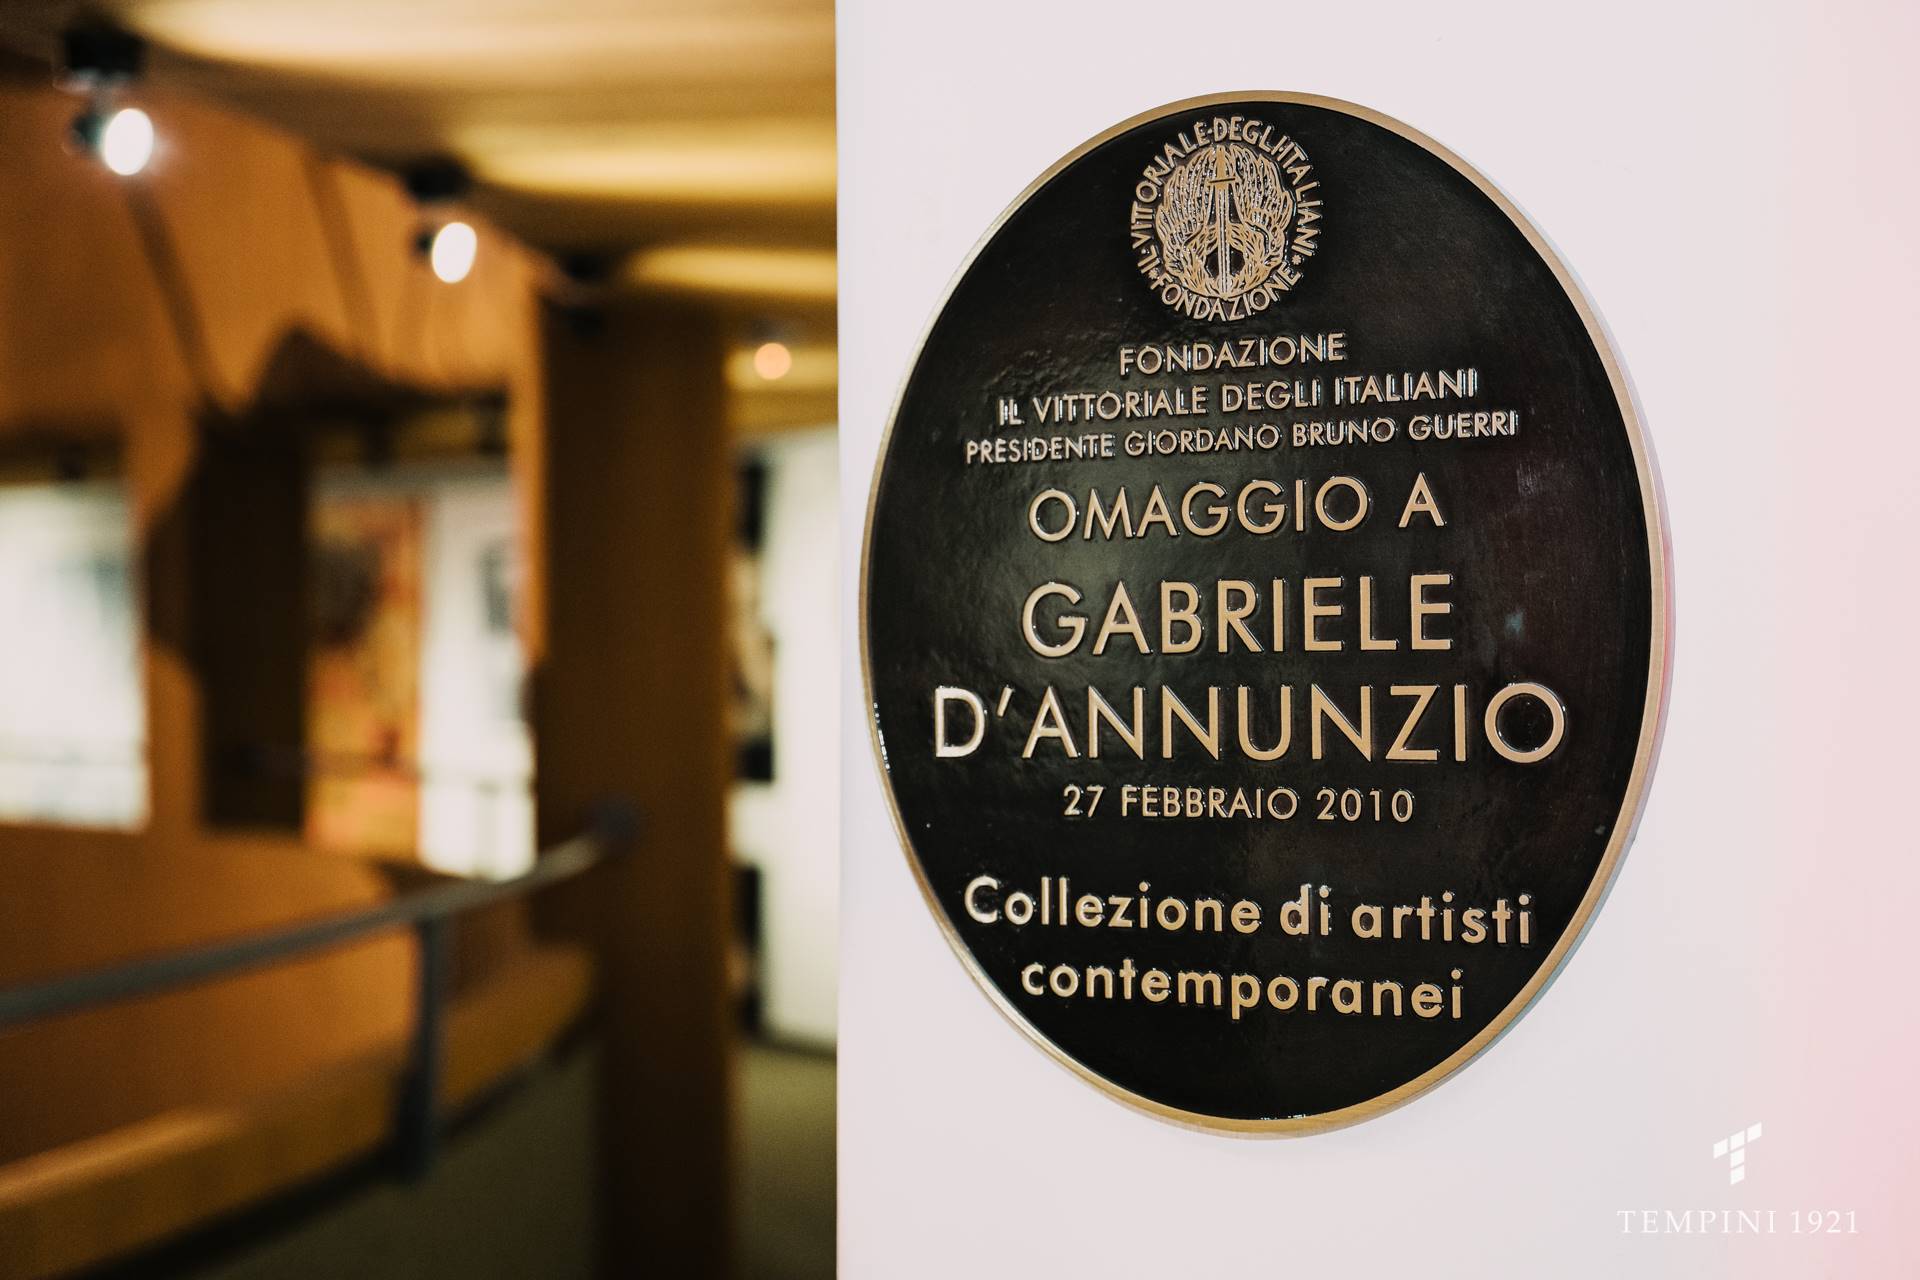 IL·VITTORIALE·DEGLI·ITALIANI
FONDAZIONE
FONDAZIONE
IL VITTORIALE DEGLI ITALIANI
PRESIDENTE GIORDANO BRUNO GUERRI
OMAGGIO A
GABRIELE
D'ANNUNZIO
27 FEBBRAIO 2010
Collezione di artisti
contemporanei
TEMPINI 1921